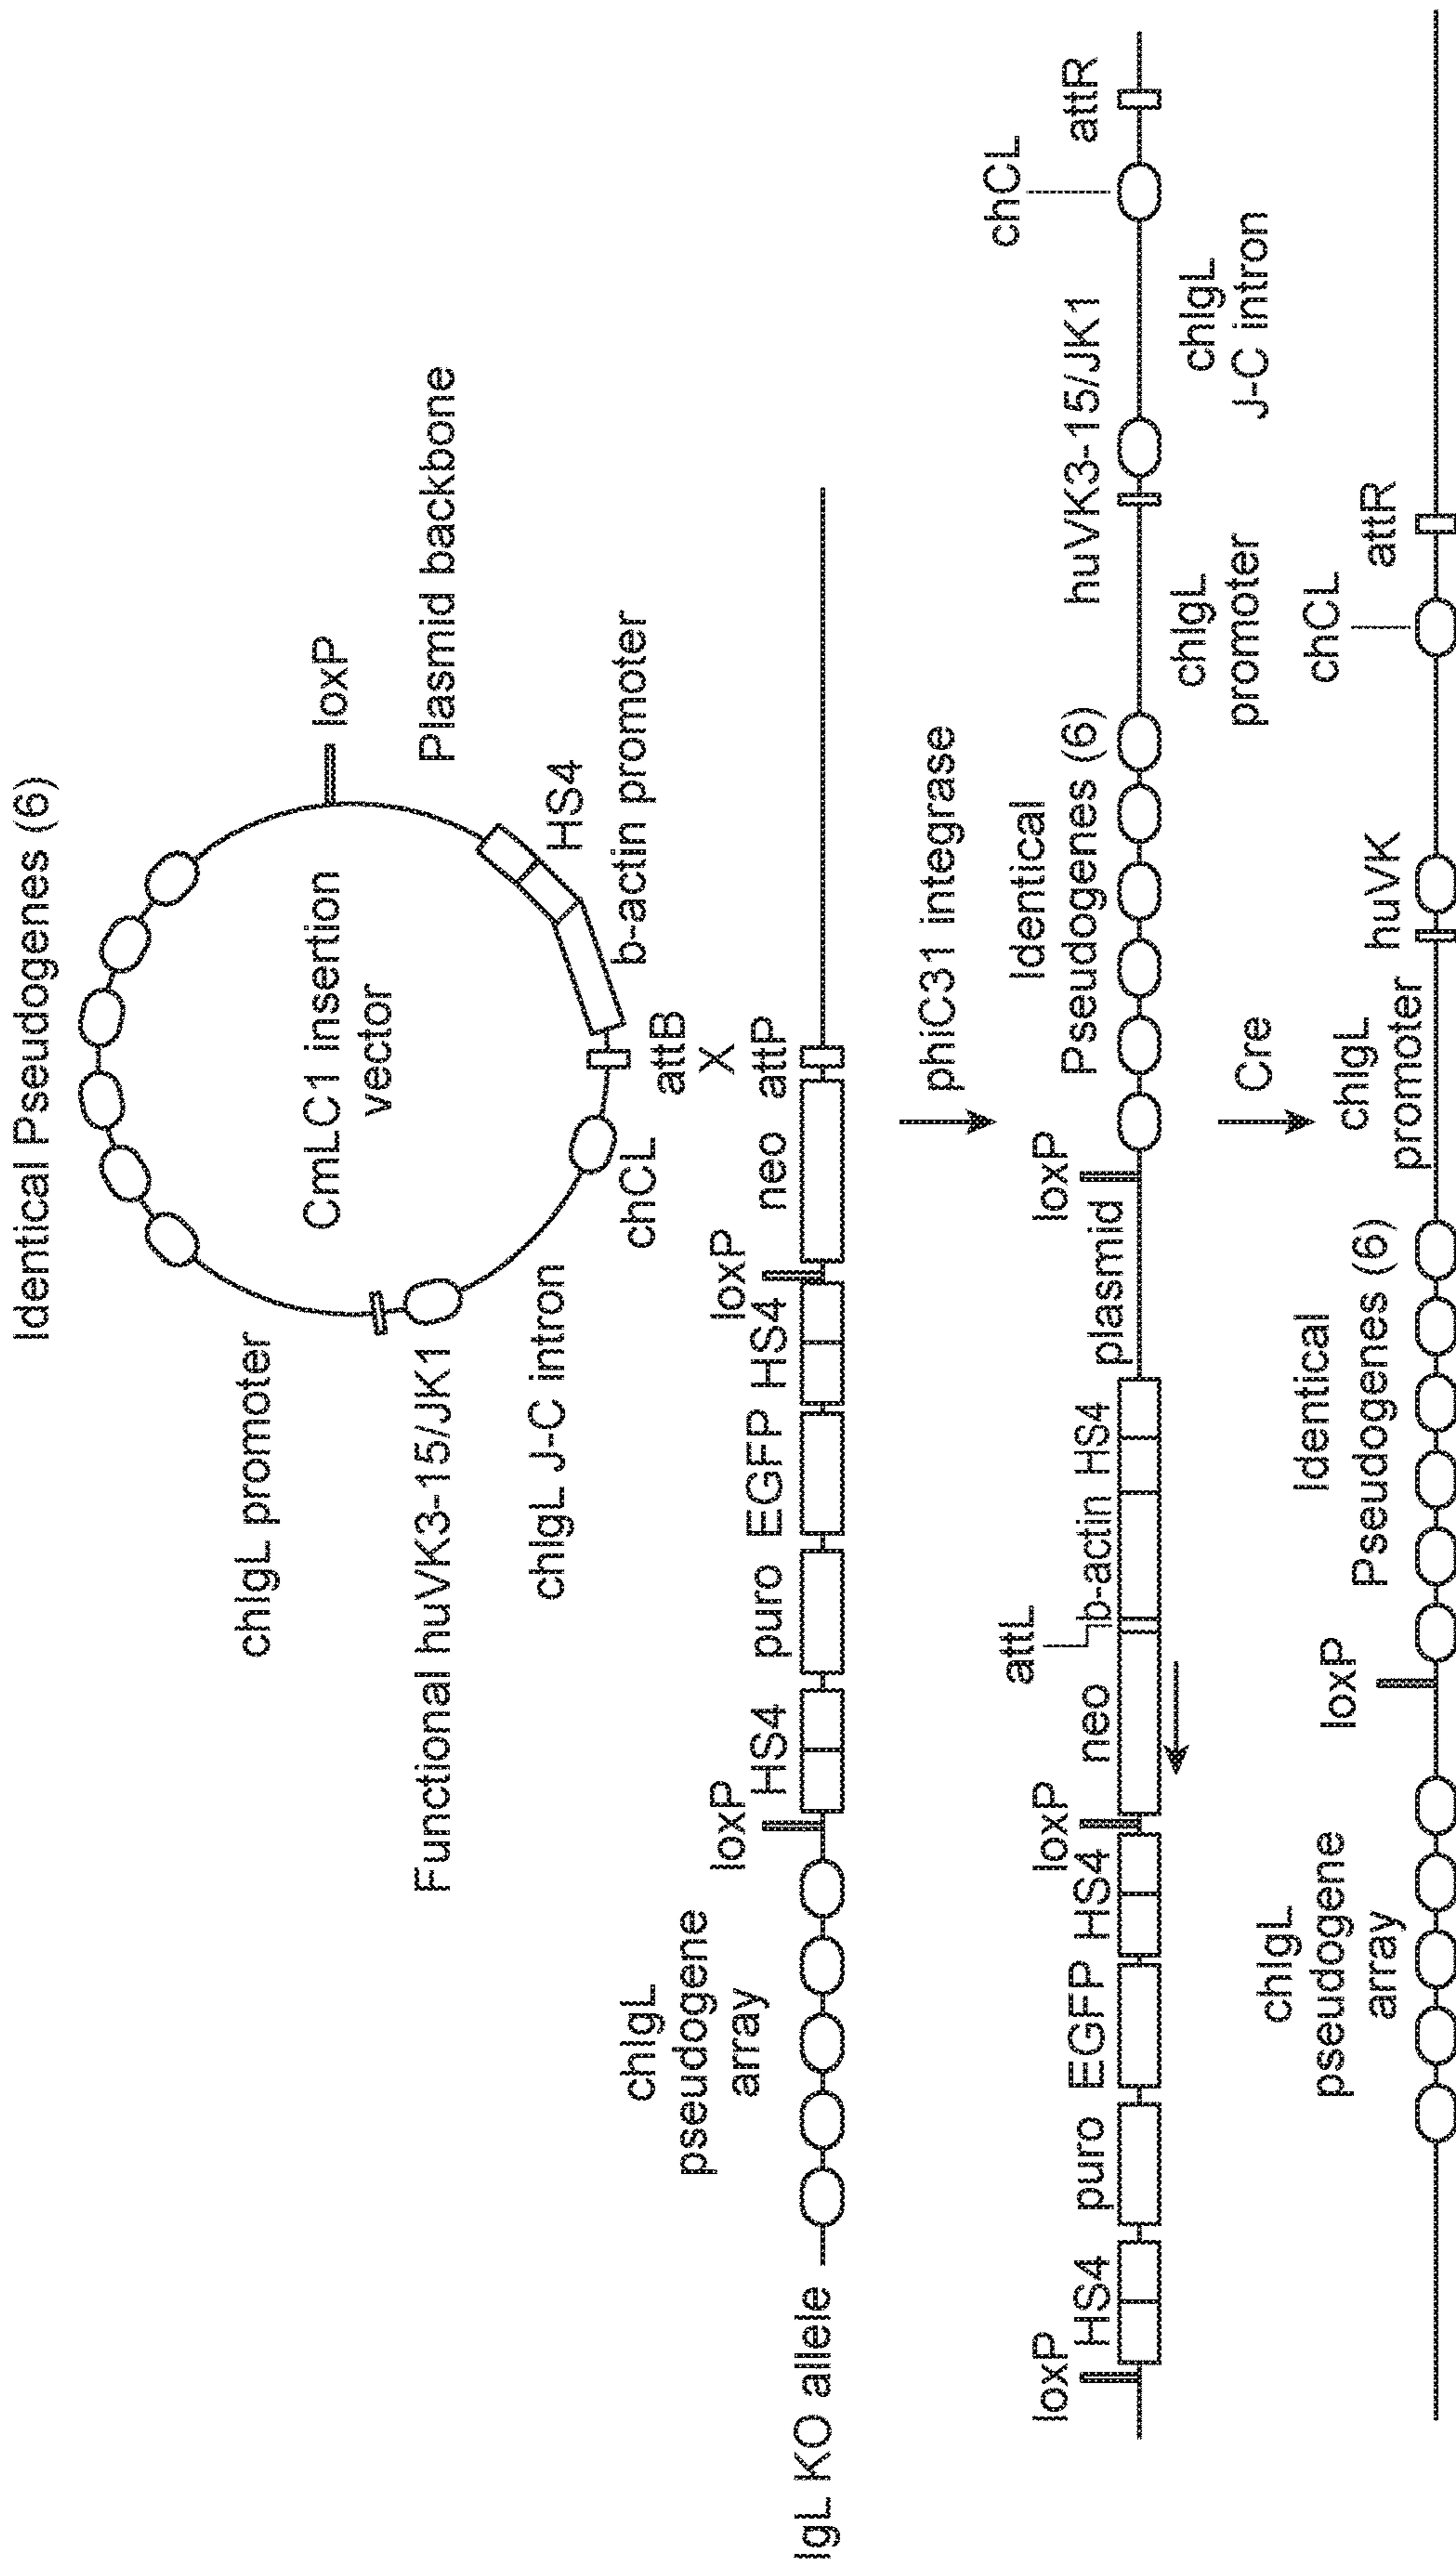 Identical Pseudogenes (6)
loxP
CmLC1 insertion
vector
Plasmid backbone
chIgL promoter
HS4
b-actin promoter
Functional huVK3-15/JK1
chIgL J-C intron
chCL
attB
X
chIgL
pseudogene
array
loxP
HS4
puro
EGFP
HS4
loxP
neo
attP
IgL KO allele
phiC31 integrase
loxP
HS4
puro
EGFP
HS4
loxP
neo
attL
b-actin
HS4
plasmid
loxP
Identical
Pseudogenes (6)
chIgL
promoter
huVK3-15/JK1
chIgL
J-C intron
chCL
attR
Cre
chIgL
pseudogene
array
loxP
Identical
Pseudogenes (6)
chIgL
promoter
huVK
chCL
attR